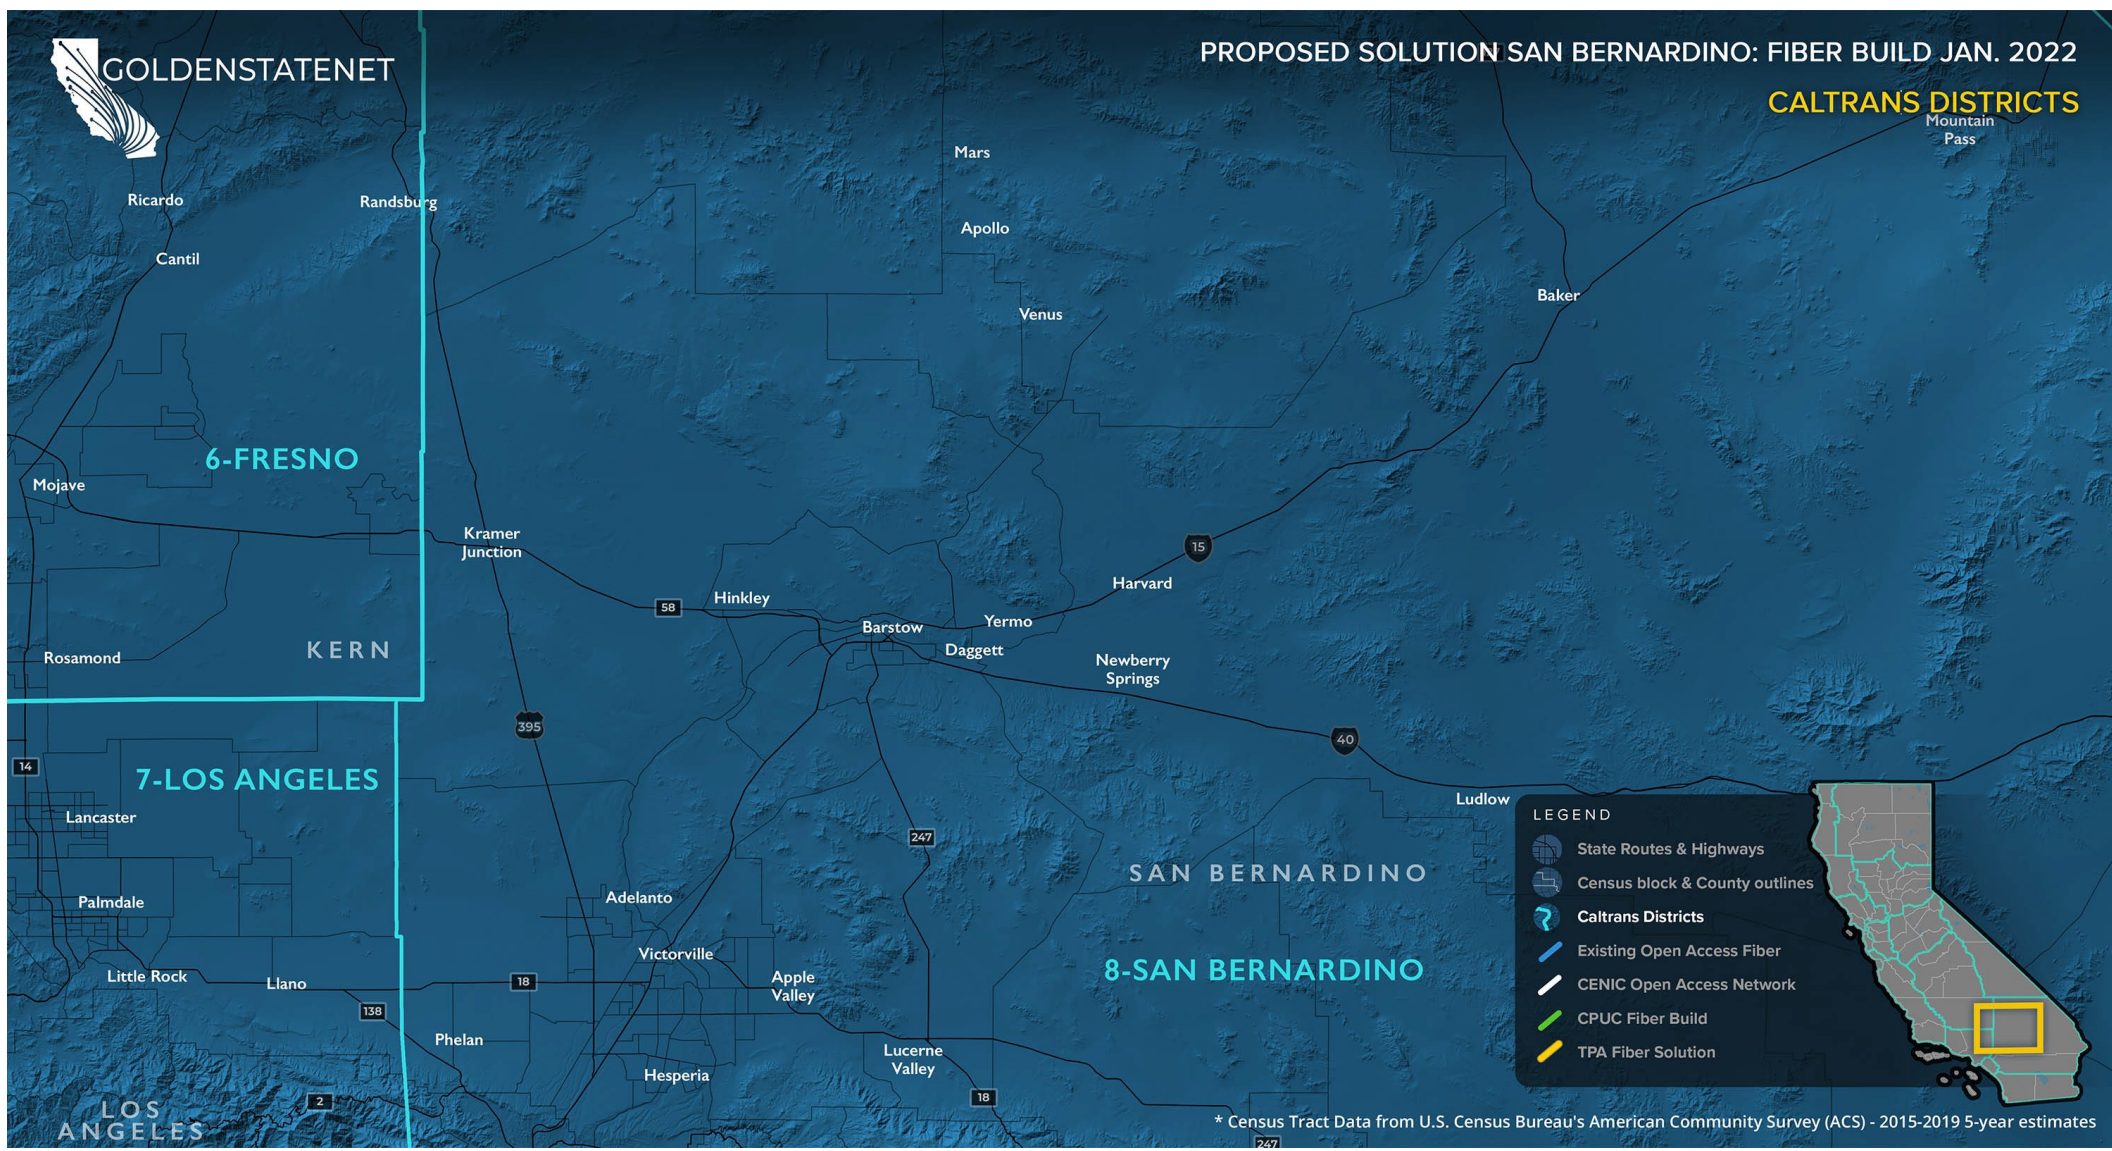 GOLDENSTATENET
PROPOSED SOLUTION SAN BERNARDINO: FIBER BUILD JAN. 2022
CALTRANS DISTRICTS
Mountain
Pass
Mars
Ricardo
Randsburg
Apollo
Cantil
Baker
Venus
6-FRESNO
Mojave
Kramer
Junction
15
Harvard
58
Hinkley
Barstow
Yermo
KERN
Rosamond
Daggett
Newberry
Springs
395
40
14
7-LOS ANGELES
Ludlow
Lancaster
247
SAN BERNARDINO
Adelanto
Palmdale
Victorville
8-SAN BERNARDINO
Little Rock
Llano
18
Apple
Valley
138
Phelan
Lucerne
Valley
Hesperia
2
18
LOS
ANGELES
247
LEGEND
State Routes & Highways
Census block & County outlines
Caltrans Districts
Existing Open Access Fiber
CENIC Open Access Network
CPUC Fiber Build
TPA Fiber Solution
* Census Tract Data from U.S. Census Bureau's American Community Survey (ACS) - 2015-2019 5-year estimates